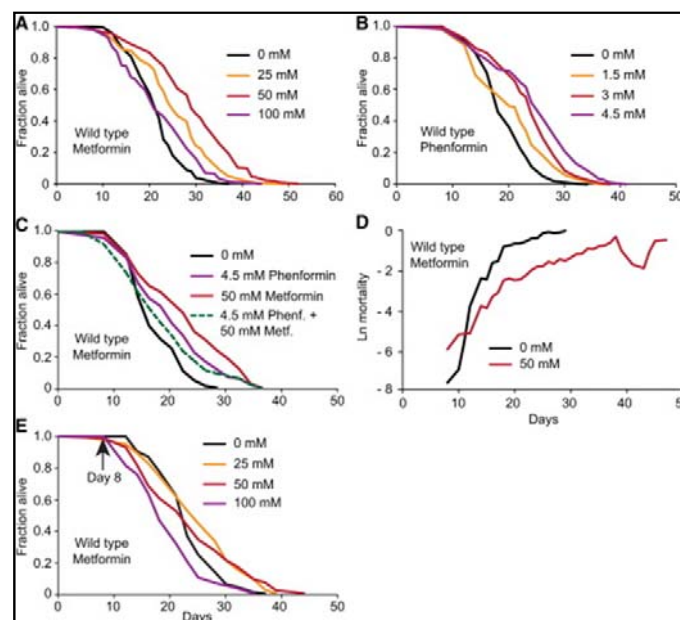 A
Fraction alive
1.0
0.8
0.6
0.4
0.2
0
0 10 20 30 40 50 60
Wild type
Metformin
0 mM
25 mM
50 mM
100 mM
B
Fraction alive
1.0
0.8
0.6
0.4
0.2
0
0 10 20 30 40 50
Wild type
Phenformin
0 mM
1.5 mM
3 mM
4.5 mM
C
Fraction alive
1.0
0.8
0.6
0.4
0.2
0
0 10 20 30 40 50
Wild type
Metformin
0 mM
4.5 mM Phenformin
50 mM Metformin
4.5 mM Phenf. +
50 mM Metf.
D
Ln mortality
0
- 2
- 4
- 6
- 8
0 10 20 30 40 50
Days
Wild type
Metformin
0 mM
50 mM
E
Fraction alive
1.0
0.8
0.6
0.4
0.2
0
0 10 20 30 40 50
Days
Day 8
Wild type
Metformin
0 mM
25 mM
50 mM
100 mM